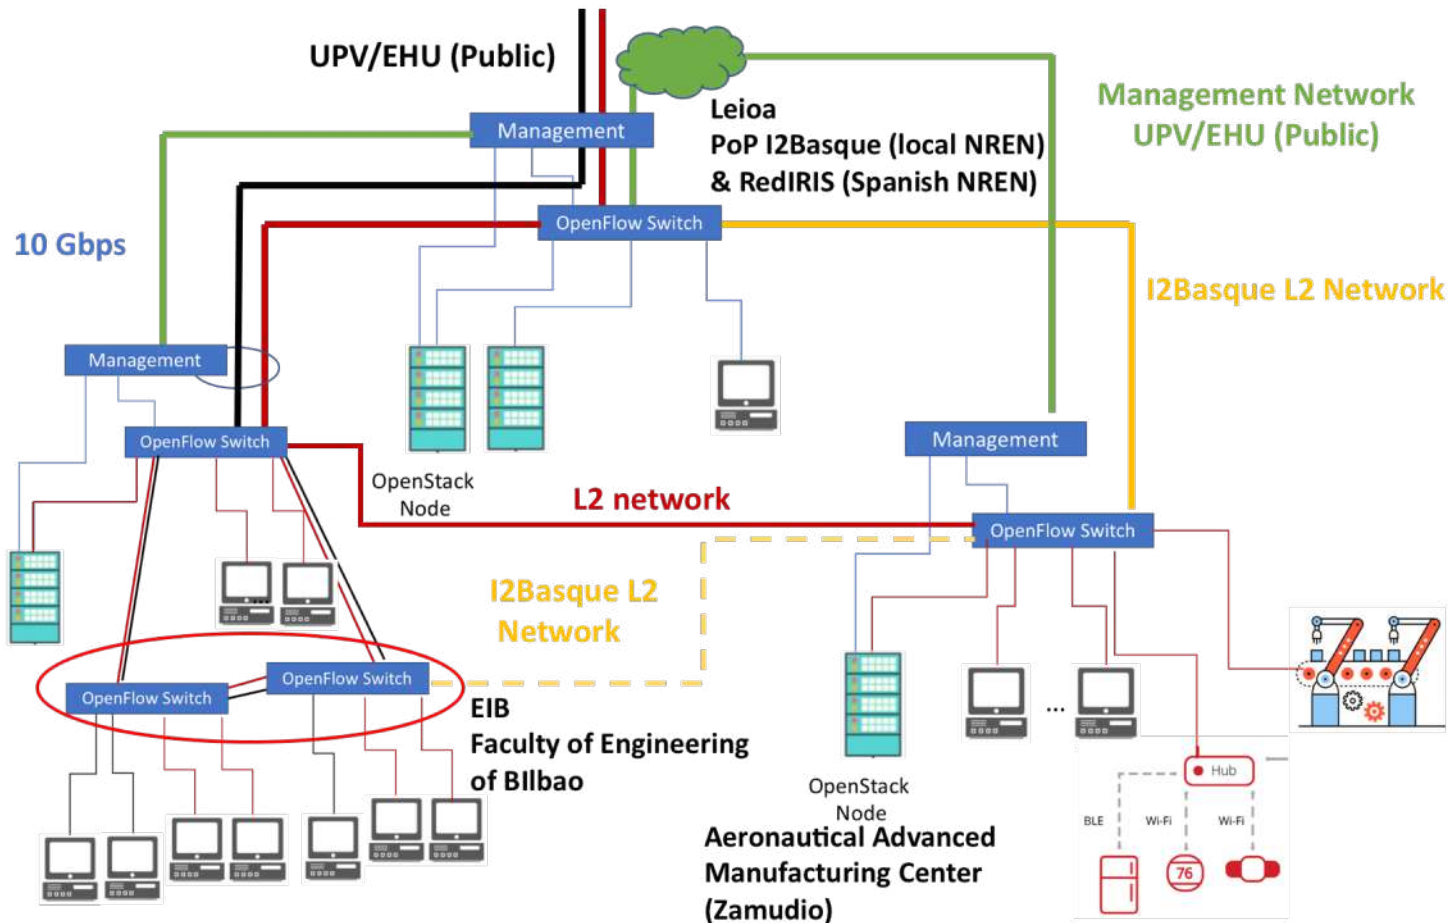 UPV/EHU (Public)
Leioa
PoP I2Basque (local NREN)
& RedIRIS (Spanish NREN)
Management Network
UPV/EHU (Public)
Management
OpenFlow Switch
10 Gbps
I2Basque L2 Network
Management
OpenFlow Switch
OpenStack
Node
Management
L2 network
OpenFlow Switch
I2Basque L2
Network
OpenFlow Switch
OpenFlow Switch
EIB
Faculty of Engineering
of BIlbao
...
Hub
BLE
Wi-Fi
Wi-Fi
76
OpenStack
Node
Aeronautical Advanced
Manufacturing Center
(Zamudio)